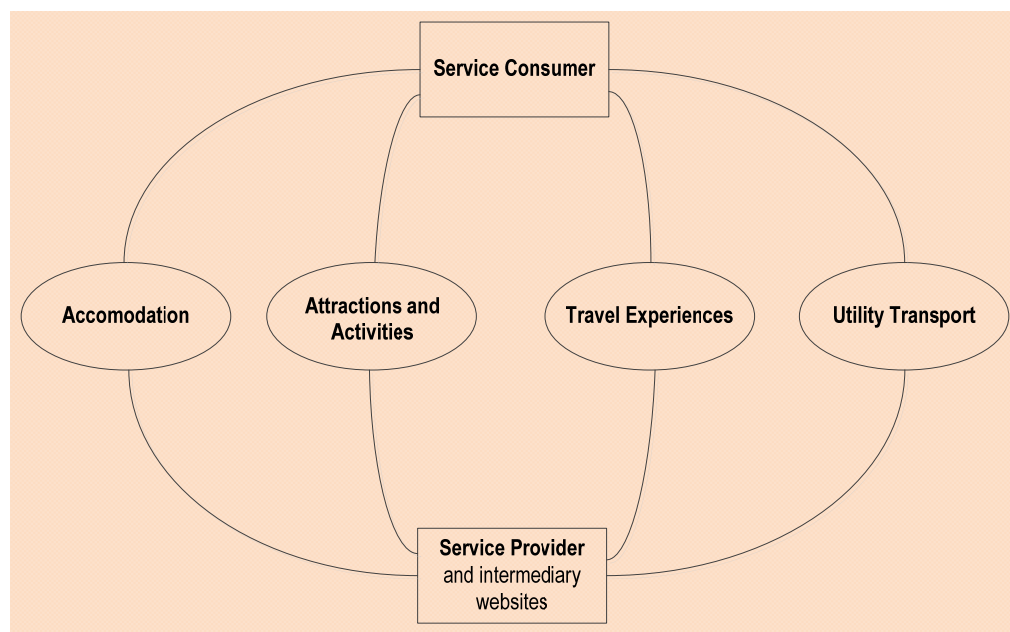 Service Consumer
Accomodation
Attractions and
Activities
Travel Experiences
Utility Transport
Service Provider
and intermediary
websites